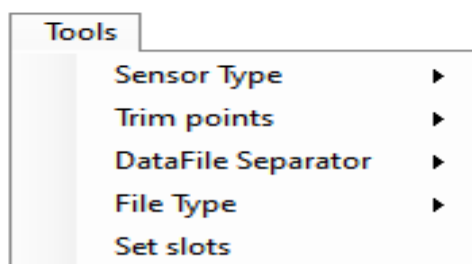 Tools
Sensor Type
Trim points
DataFile Separator
File Type
Set slots